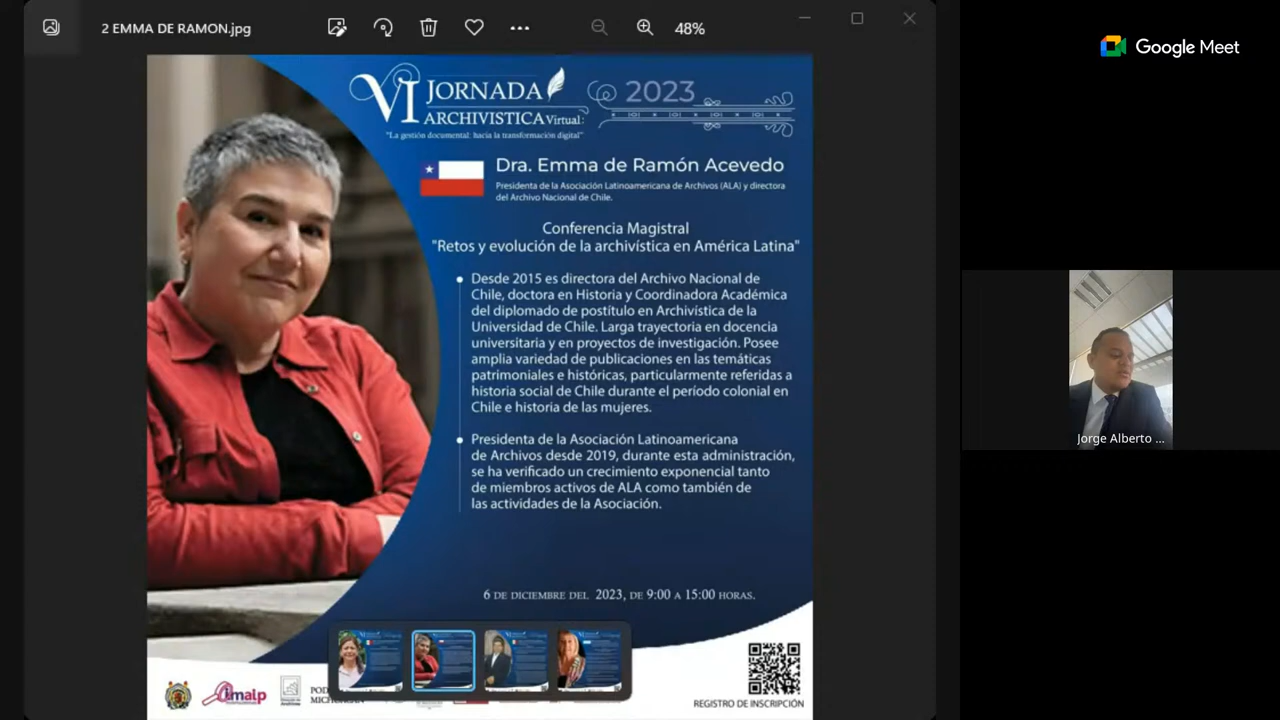 2 EMMA DE RAMON.jpg
48%
Google Meet
VI JORNADA
ARCHIVISTICA Virtual:
"La gestión documental: hacia la transformación digital"
2023
Dra. Emma de Ramón Acevedo
Presidenta de la Asociación Latinoamericana de Archivos (ALA) y directora
del Archivo Nacional de Chile.
Conferencia Magistral
"Retos y evolución de la archivística en América Latina"
Desde 2015 es directora del Archivo Nacional de
Chile, doctora en Historia y Coordinadora Académica
del diplomado de postítulo en Archivística de la
Universidad de Chile. Larga trayectoria en docencia
universitaria y en proyectos de investigación. Posee
amplia variedad de publicaciones en las temáticas
patrimoniales e históricas, particularmente referidas a
historia social de Chile durante el período colonial en
Chile e historia de las mujeres.
Presidenta de la Asociación Latinoamericana
de Archivos desde 2019, durante esta administración,
se ha verificado un crecimiento exponencial tanto
de miembros activos de ALA como también de
las actividades de la Asociación.
6 DE DICIEMBRE DEL 2023, DE 9:00 A 15:00 HORAS.
imalp
REGISTRO DE INSCRIPCIÓN
Jorge Alberto ...